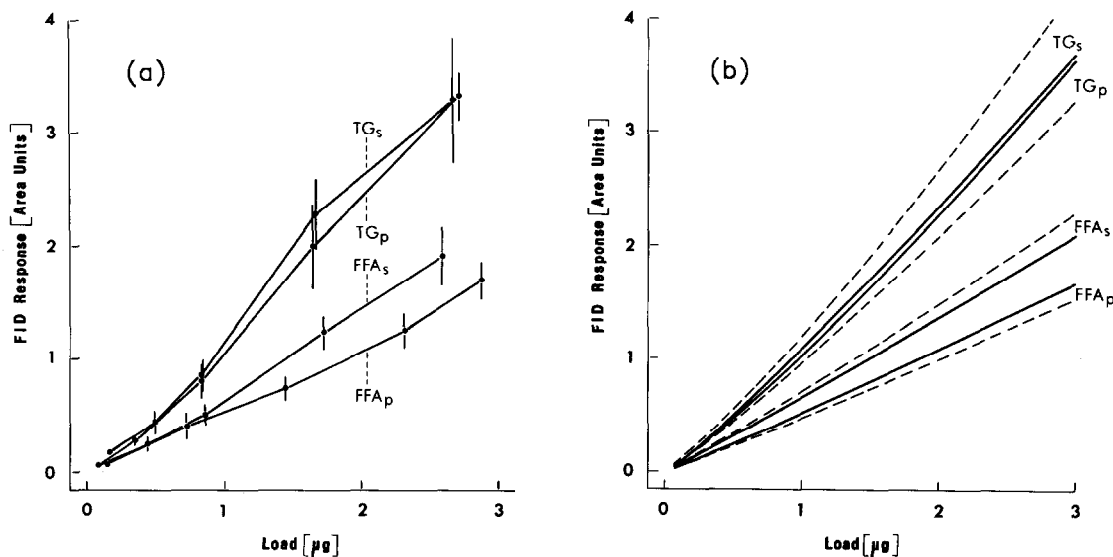 (a)
FID Response [Area Units]
4
3
2
1
0
TGs
TGp
FFAs
FFAp
0 1 2 3
Load [µg]
(b)
FID Response [Area Units]
4
3
2
1
0
TGs
TGp
FFAs
FFAp
0 1 2 3
Load [µg]